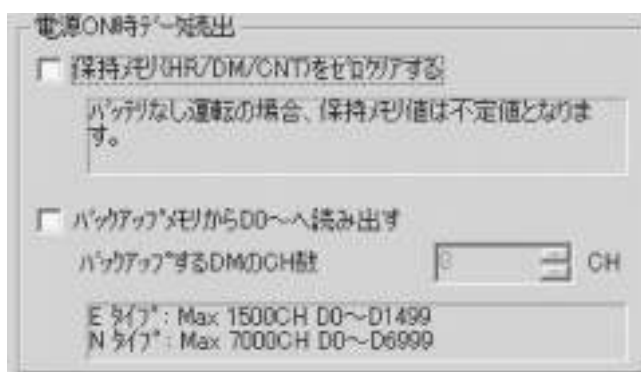 電源ON時ﾃﾞｰﾀ読出
保持ﾒﾓﾘ(HR/DM/CNT)をｾﾞﾛｸﾘｱする
ﾊﾞｯﾃﾘなし運転の場合、保持ﾒﾓﾘ値は不定値となりま
す。
ﾊﾞｯｸｱｯﾌﾟﾒﾓﾘからD0～へ読み出す
ﾊﾞｯｸｱｯﾌﾟするDMのCH数 CH
E ﾀｲﾌﾟ: Max 1500CH D0～D1499
N ﾀｲﾌﾟ: Max 7000CH D0～D6999